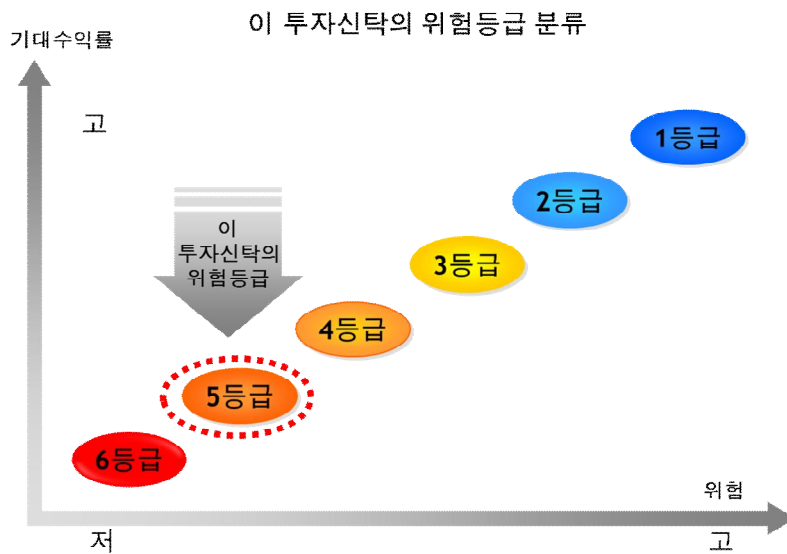 이 투자신탁의 위험등급 분류
기대수익률
고
1등급
2등급
이
투자신탁의
위험등급
3등급
4등급
5등급
6등급
위험
저
고